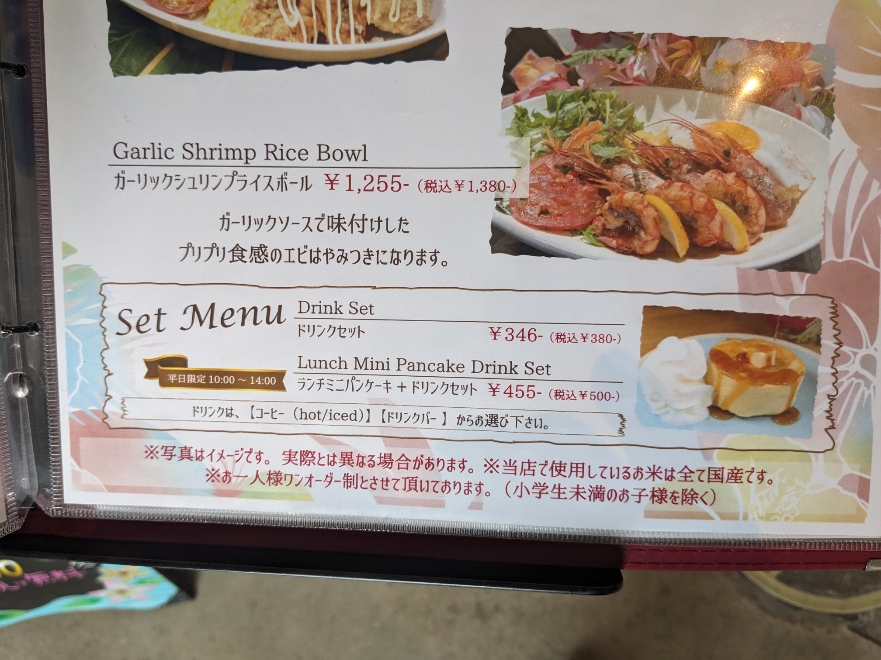 Garlic Shrimp Rice Bowl
ガーリックシュリンプライスボール ￥1,255-（税込￥1,380-）
ガーリックソースで味付けした
プリプリ食感のエビはやみつきになります。
Set Menu
Drink Set
ドリンクセット ￥346-（税込￥380-）
平日限定 10:00 ～ 14:00
Lunch Mini Pancake Drink Set
ランチミニパンケーキ + ドリンクセット ￥455-（税込￥500-）
ドリンクは、【コーヒー（hot/iced）】【ドリンクバー 】 からお選び下さい。
※写真はイメージです。 実際とは異なる場合があります。※当店で使用しているお米は全て国産です。
※お一人様ワンオーダー制とさせて頂いております。（小学生未満のお子様を除く）